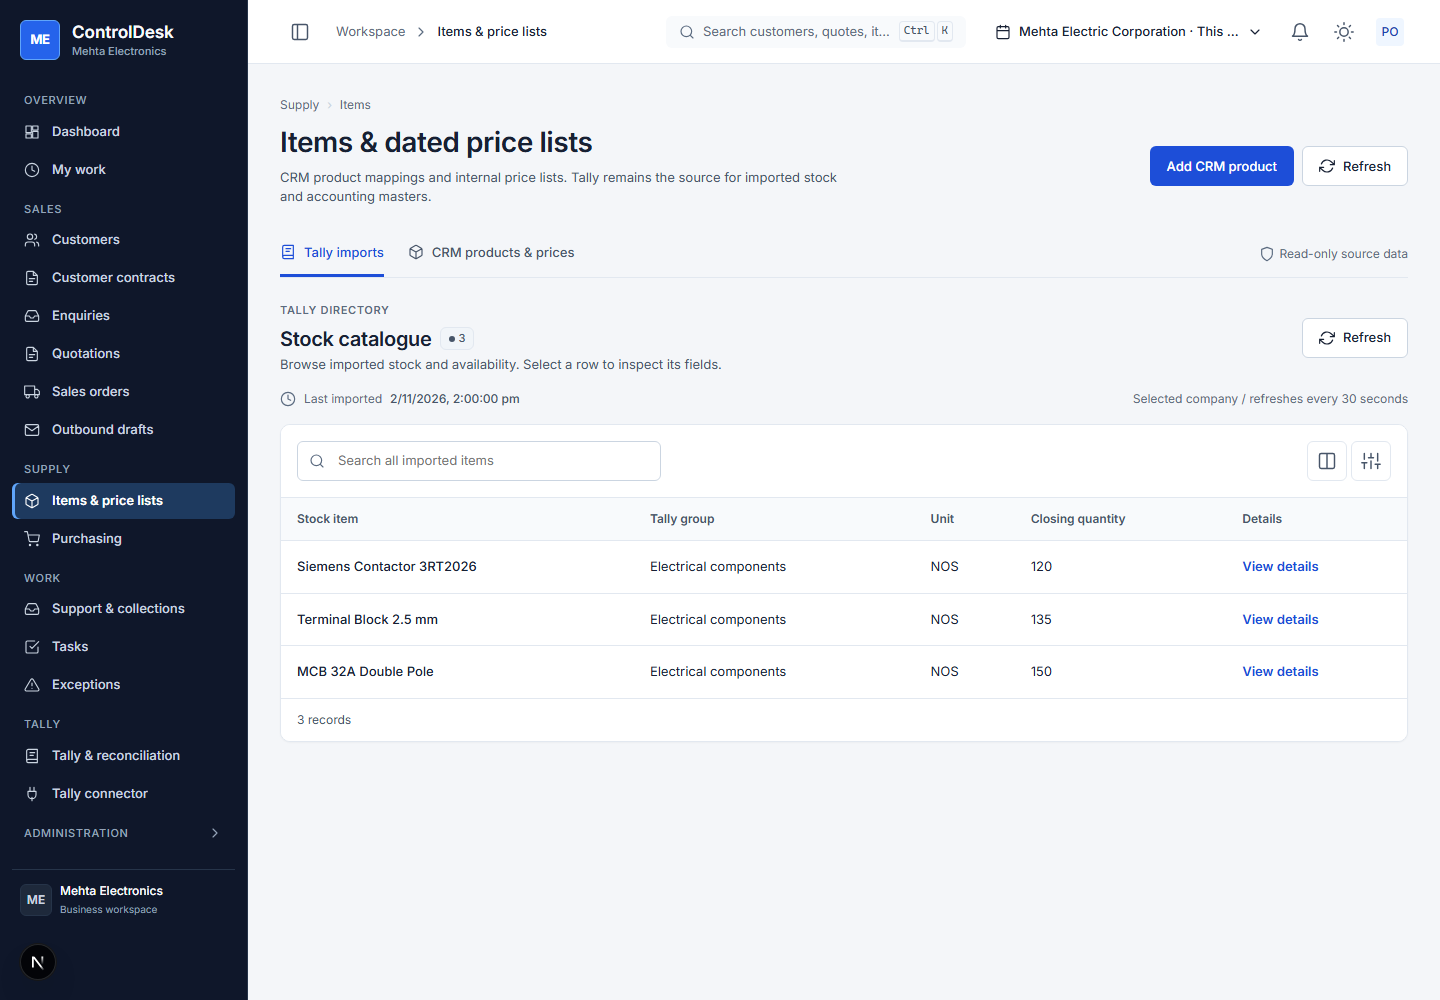 ME
ControlDesk
Mehta Electronics
OVERVIEW
Dashboard
My work
SALES
Customers
Customer contracts
Enquiries
Quotations
Sales orders
Outbound drafts
SUPPLY
Items & price lists
Purchasing
WORK
Support & collections
Tasks
Exceptions
TALLY
Tally & reconciliation
Tally connector
ADMINISTRATION
ME
Mehta Electronics
Business workspace
N
Workspace Items & price lists
Search customers, quotes, it... Ctrl K
Mehta Electric Corporation · This ...
PO
Supply Items
Items & dated price lists
CRM product mappings and internal price lists. Tally remains the source for imported stock
and accounting masters.
Add CRM product
Refresh
Tally imports
CRM products & prices
Read-only source data
TALLY DIRECTORY
Stock catalogue 3
Browse imported stock and availability. Select a row to inspect its fields.
Refresh
Last imported 2/11/2026, 2:00:00 pm
Selected company / refreshes every 30 seconds
Search all imported items
Stock item Tally group Unit Closing quantity Details
Siemens Contactor 3RT2026 Electrical components NOS 120 View details
Terminal Block 2.5 mm Electrical components NOS 135 View details
MCB 32A Double Pole Electrical components NOS 150 View details
3 records